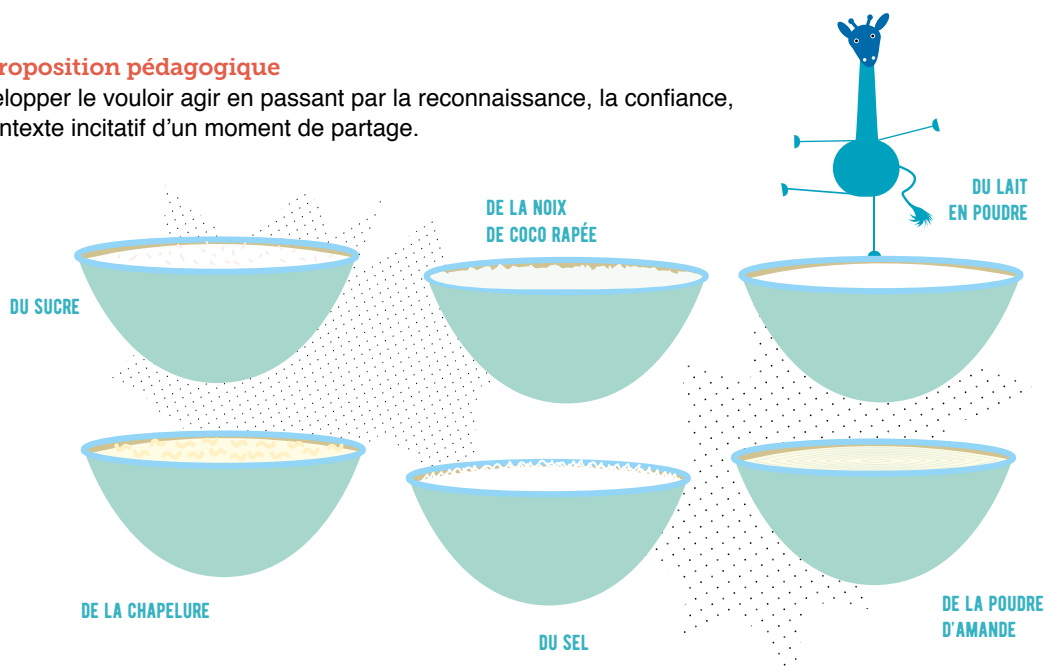 roposition pédagogique
elopper le vouloir agir en passant par la reconnaissance, la confiance,
ntexte incitatif d'un moment de partage.
DE LA NOIX
DE COCO RAPÉE
DU LAIT
EN POUDRE
DU SUCRE
DE LA CHAPELURE
DU SEL
DE LA POUDRE
D'AMANDE